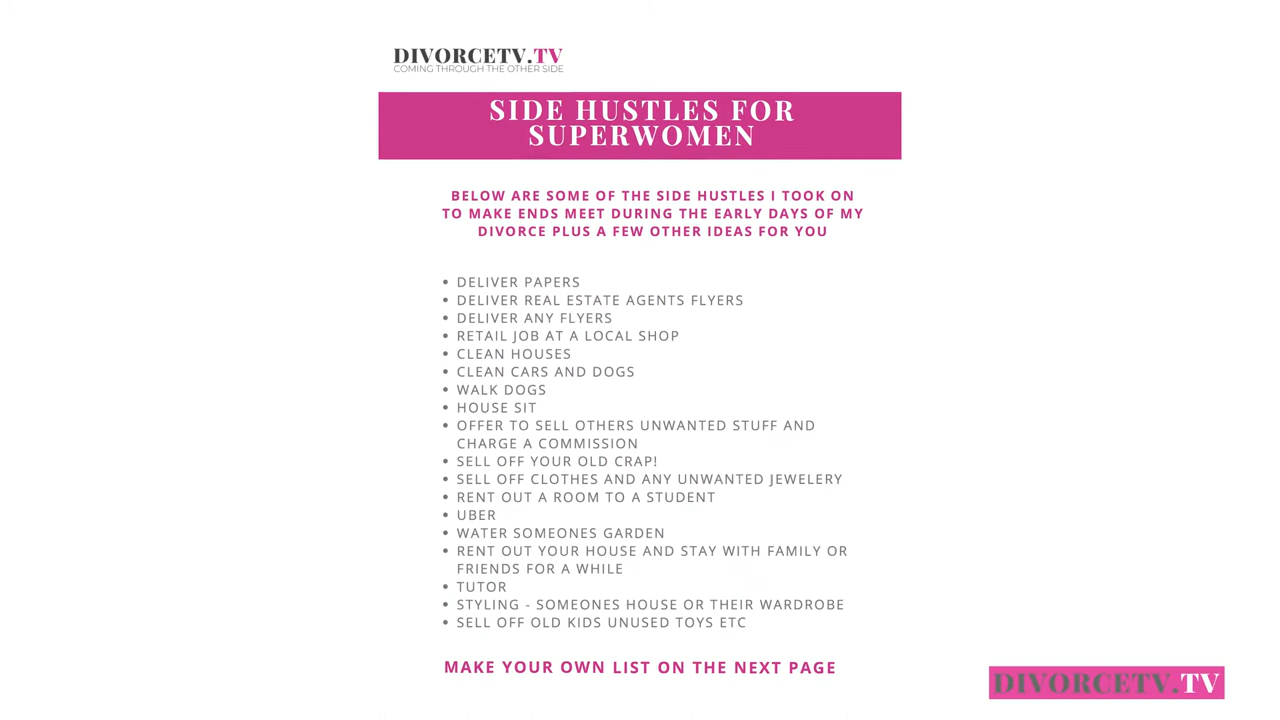 DIVORCETV.TV
COMING THROUGH THE OTHER SIDE
SIDE HUSTLES FOR
SUPERWOMEN
BELOW ARE SOME OF THE SIDE HUSTLES I TOOK ON
TO MAKE ENDS MEET DURING THE EARLY DAYS OF MY
DIVORCE PLUS A FEW OTHER IDEAS FOR YOU
• DELIVER PAPERS
• DELIVER REAL ESTATE AGENTS FLYERS
• DELIVER ANY FLYERS
• RETAIL JOB AT A LOCAL SHOP
• CLEAN HOUSES
• CLEAN CARS AND DOGS
• WALK DOGS
• HOUSE SIT
• OFFER TO SELL OTHERS UNWANTED STUFF AND
CHARGE A COMMISSION
• SELL OFF YOUR OLD CRAP!
• SELL OFF CLOTHES AND ANY UNWANTED JEWELERY
• RENT OUT A ROOM TO A STUDENT
• UBER
• WATER SOMEONES GARDEN
• RENT OUT YOUR HOUSE AND STAY WITH FAMILY OR
FRIENDS FOR A WHILE
• TUTOR
• STYLING - SOMEONES HOUSE OR THEIR WARDROBE
• SELL OFF OLD KIDS UNUSED TOYS ETC
MAKE YOUR OWN LIST ON THE NEXT PAGE
DIVORCETV.TV